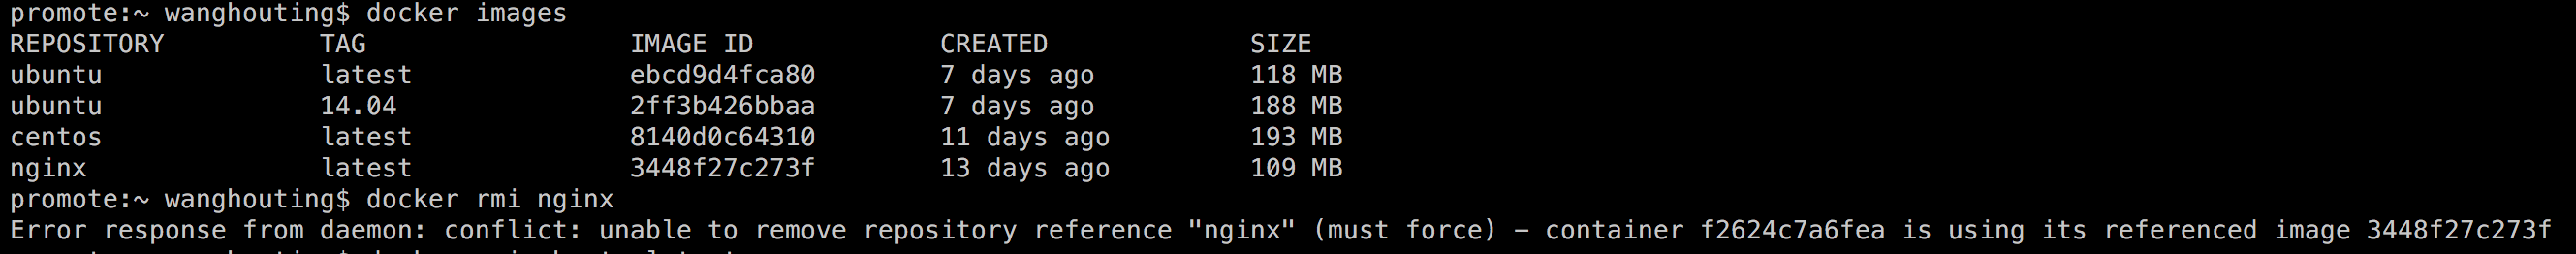 promote:~ wanghouting$ docker images
REPOSITORY TAG IMAGE ID CREATED SIZE
ubuntu latest ebcd9d4fca80 7 days ago 118 MB
ubuntu 14.04 2ff3b426bbaa 7 days ago 188 MB
centos latest 8140d0c64310 11 days ago 193 MB
nginx latest 3448f27c273f 13 days ago 109 MB
promote:~ wanghouting$ docker rmi nginx
Error response from daemon: conflict: unable to remove repository reference "nginx" (must force) - container f2624c7a6fea is using its referenced image 3448f27c273f